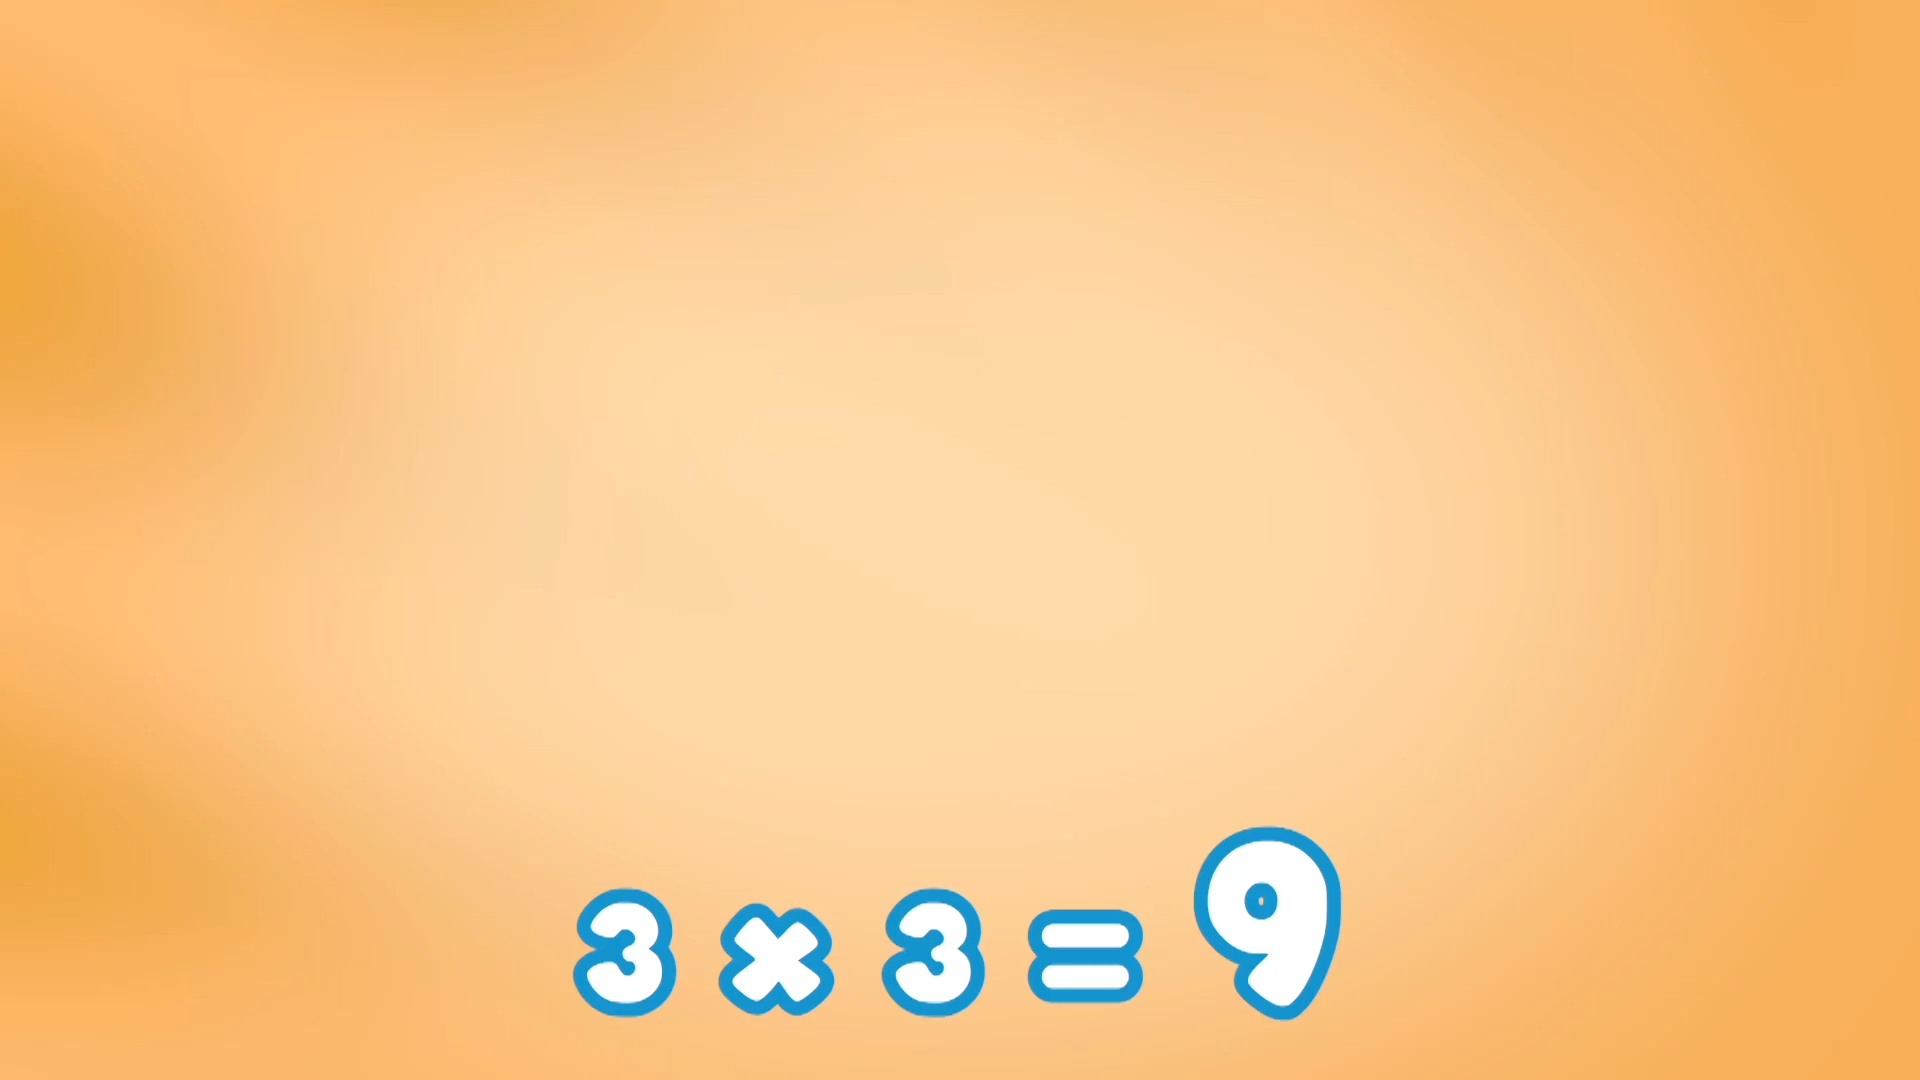 3 × 3 = 9